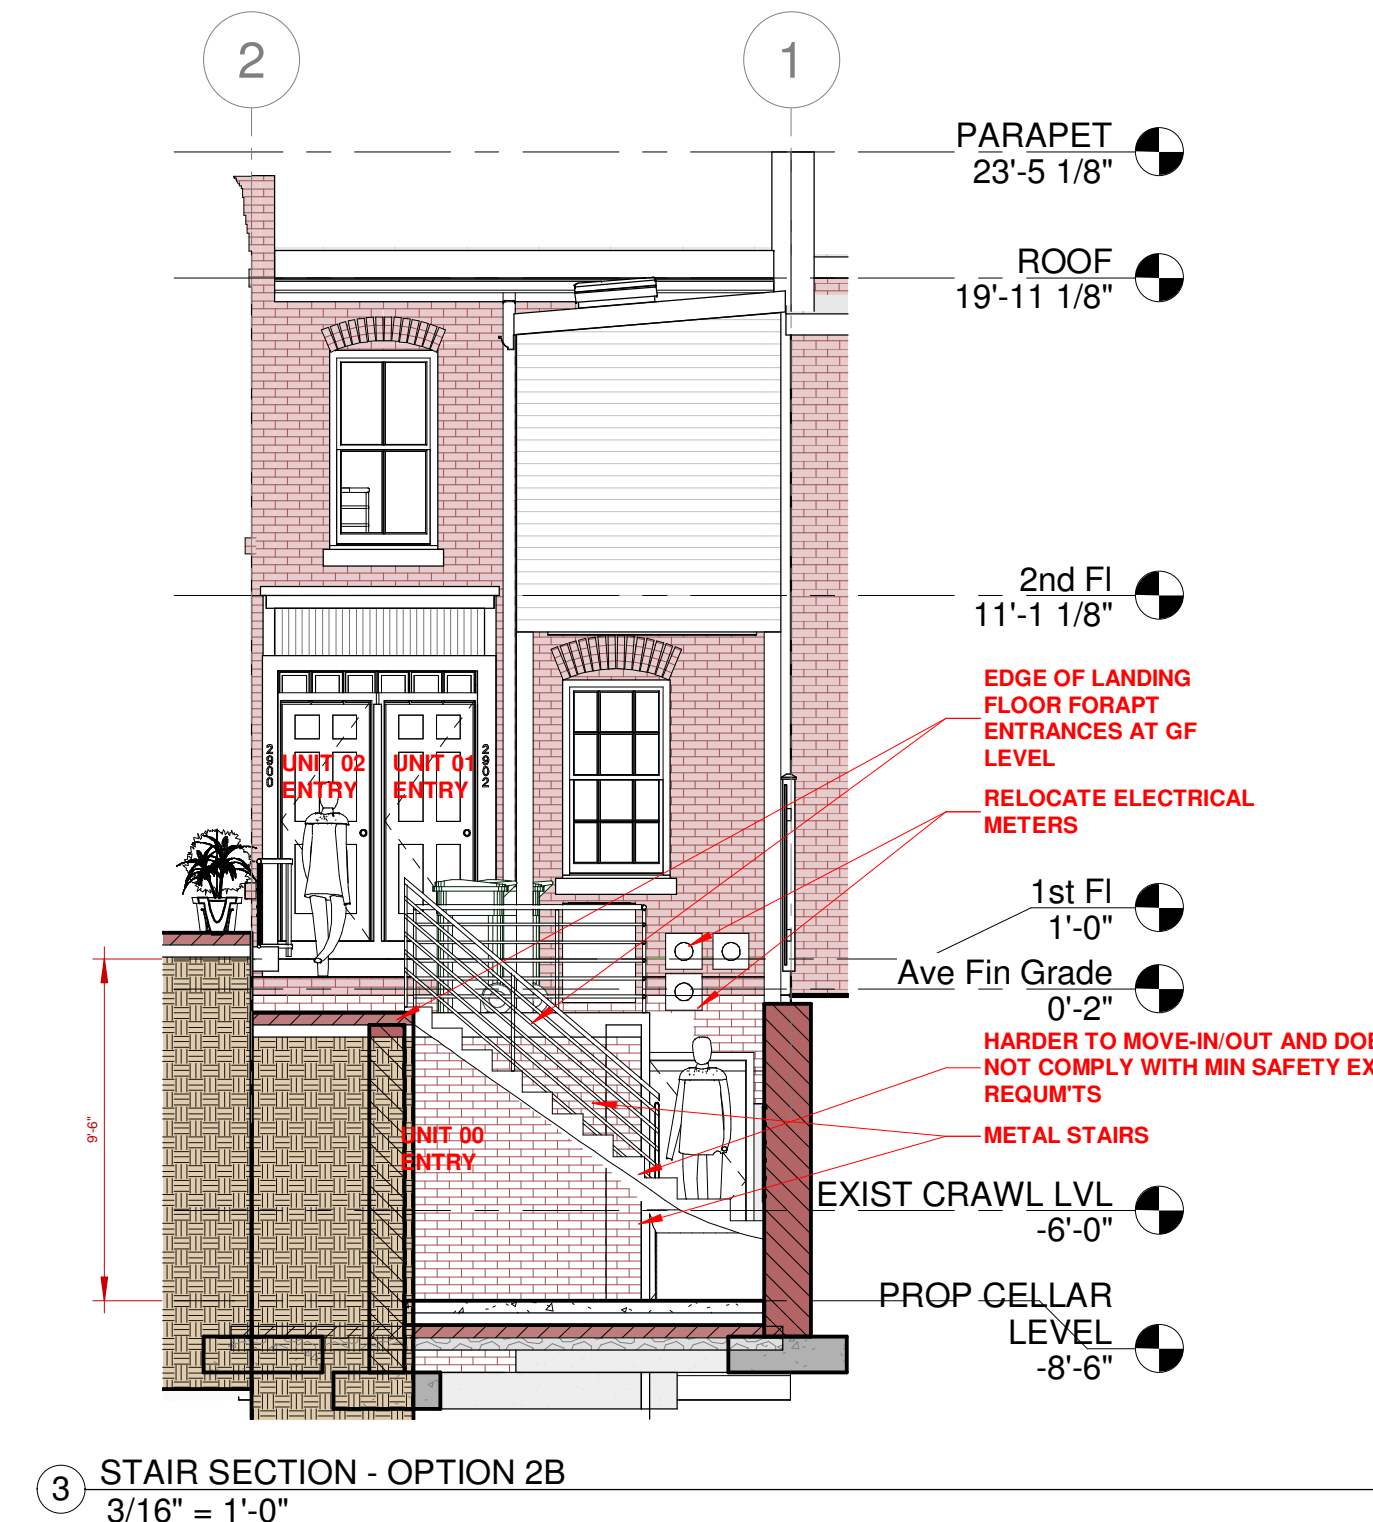 2
1
PARAPET
23'-5 1/8"
ROOF
19'-11 1/8"
2nd Fl
11'-1 1/8"
EDGE OF LANDING
FLOOR FORAPT
ENTRANCES AT GF
LEVEL
UNIT 02
ENTRY
UNIT 01
ENTRY
2900
2902
RELOCATE ELECTRICAL
METERS
1st Fl
1'-0"
Ave Fin Grade
0'-2"
HARDER TO MOVE-IN/OUT AND
NOT COMPLY WITH MIN SAFETY
REQUM'TS
METAL STAIRS
9'-6"
UNIT 00
ENTRY
EXIST CRAWL LVL
-6'-0"
PROP CELLAR
LEVEL
-8'-6"
3
STAIR SECTION - OPTION 2B
3/16" = 1'-0"